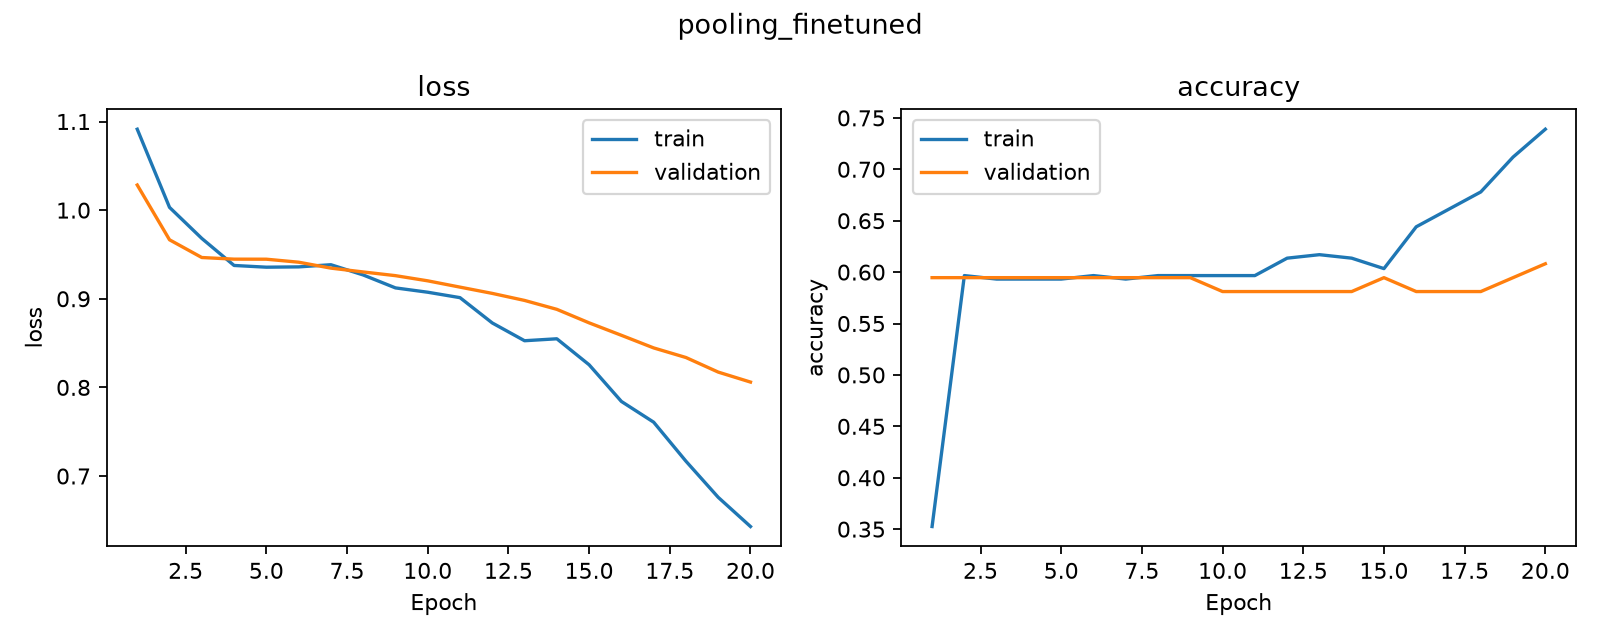 pooling_finetuned
loss
1.1
1.0
0.9
0.8
0.7
loss
train
validation
2.5 5.0 7.5 10.0 12.5 15.0 17.5 20.0
Epoch
accuracy
0.75
0.70
0.65
0.60
0.55
0.50
0.45
0.40
0.35
accuracy
train
validation
2.5 5.0 7.5 10.0 12.5 15.0 17.5 20.0
Epoch